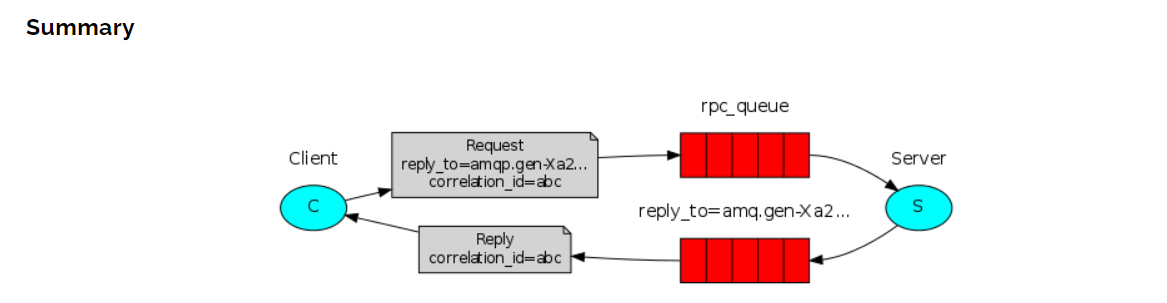 Summary
rpc_queue
Client
Request
reply_to=amqp.gen-Xa2...
correlation_id=abc
Server
C
S
reply_to=amq.gen-Xa2...
Reply
correlation_id=abc